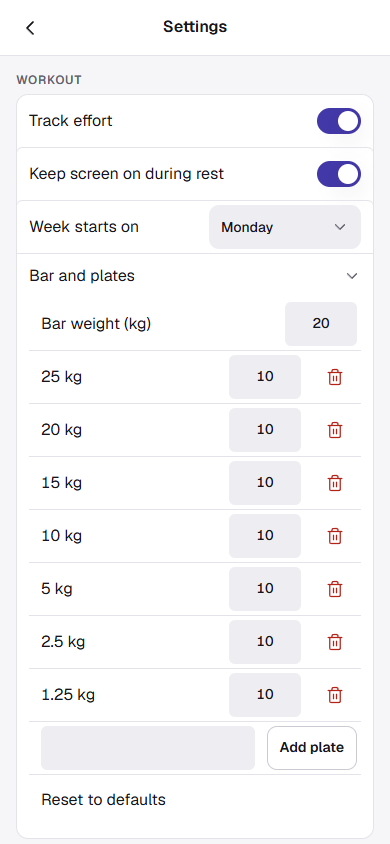 Settings
WORKOUT
Track effort
Keep screen on during rest
Week starts on Monday
Bar and plates
Bar weight (kg) 20
25 kg 10
20 kg 10
15 kg 10
10 kg 10
5 kg 10
2.5 kg 10
1.25 kg 10
Add plate
Reset to defaults